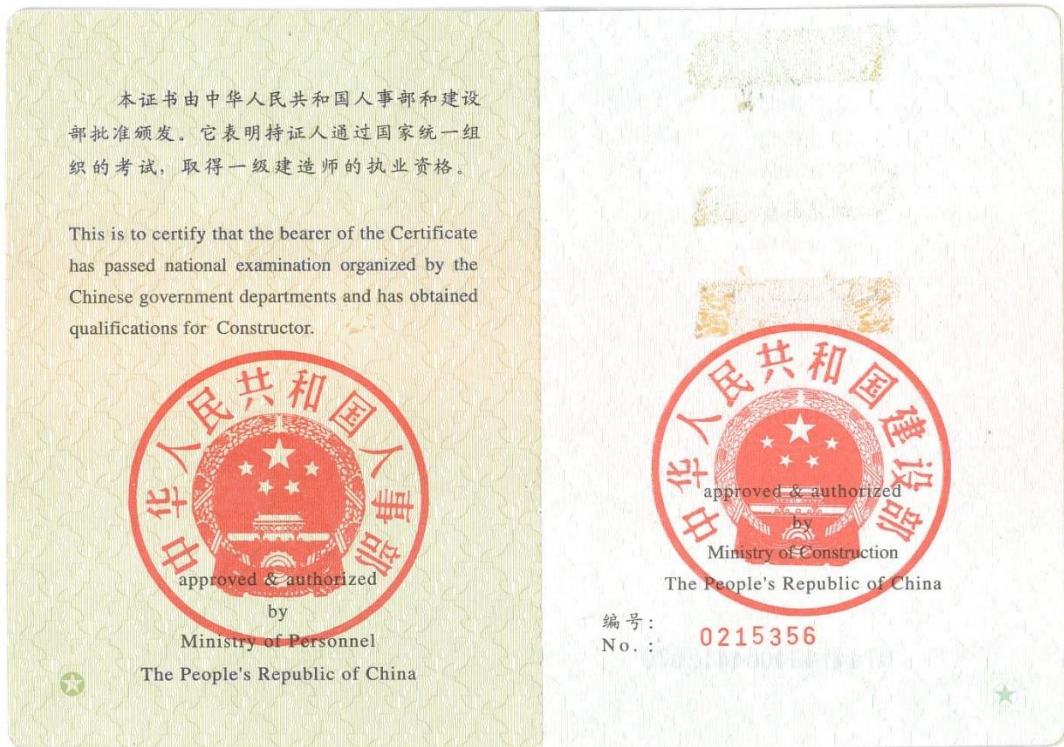 本证书由中华人民共和国人事部和建设
部批准颁发。它表明持证人通过国家统一组
织的考试, 取得一级建造师的执业资格。
This is to certify that the bearer of the Certificate
has passed national examination organized by the
Chinese government departments and has obtained
qualifications for Constructor.
中华人民共和国人事部
approved & authorized
by
Ministry of Personnel
The People's Republic of China
中华人民共和国建设部
approved & authorized
by
Ministry of Construction
The People's Republic of China
编号:
No. : 0215356